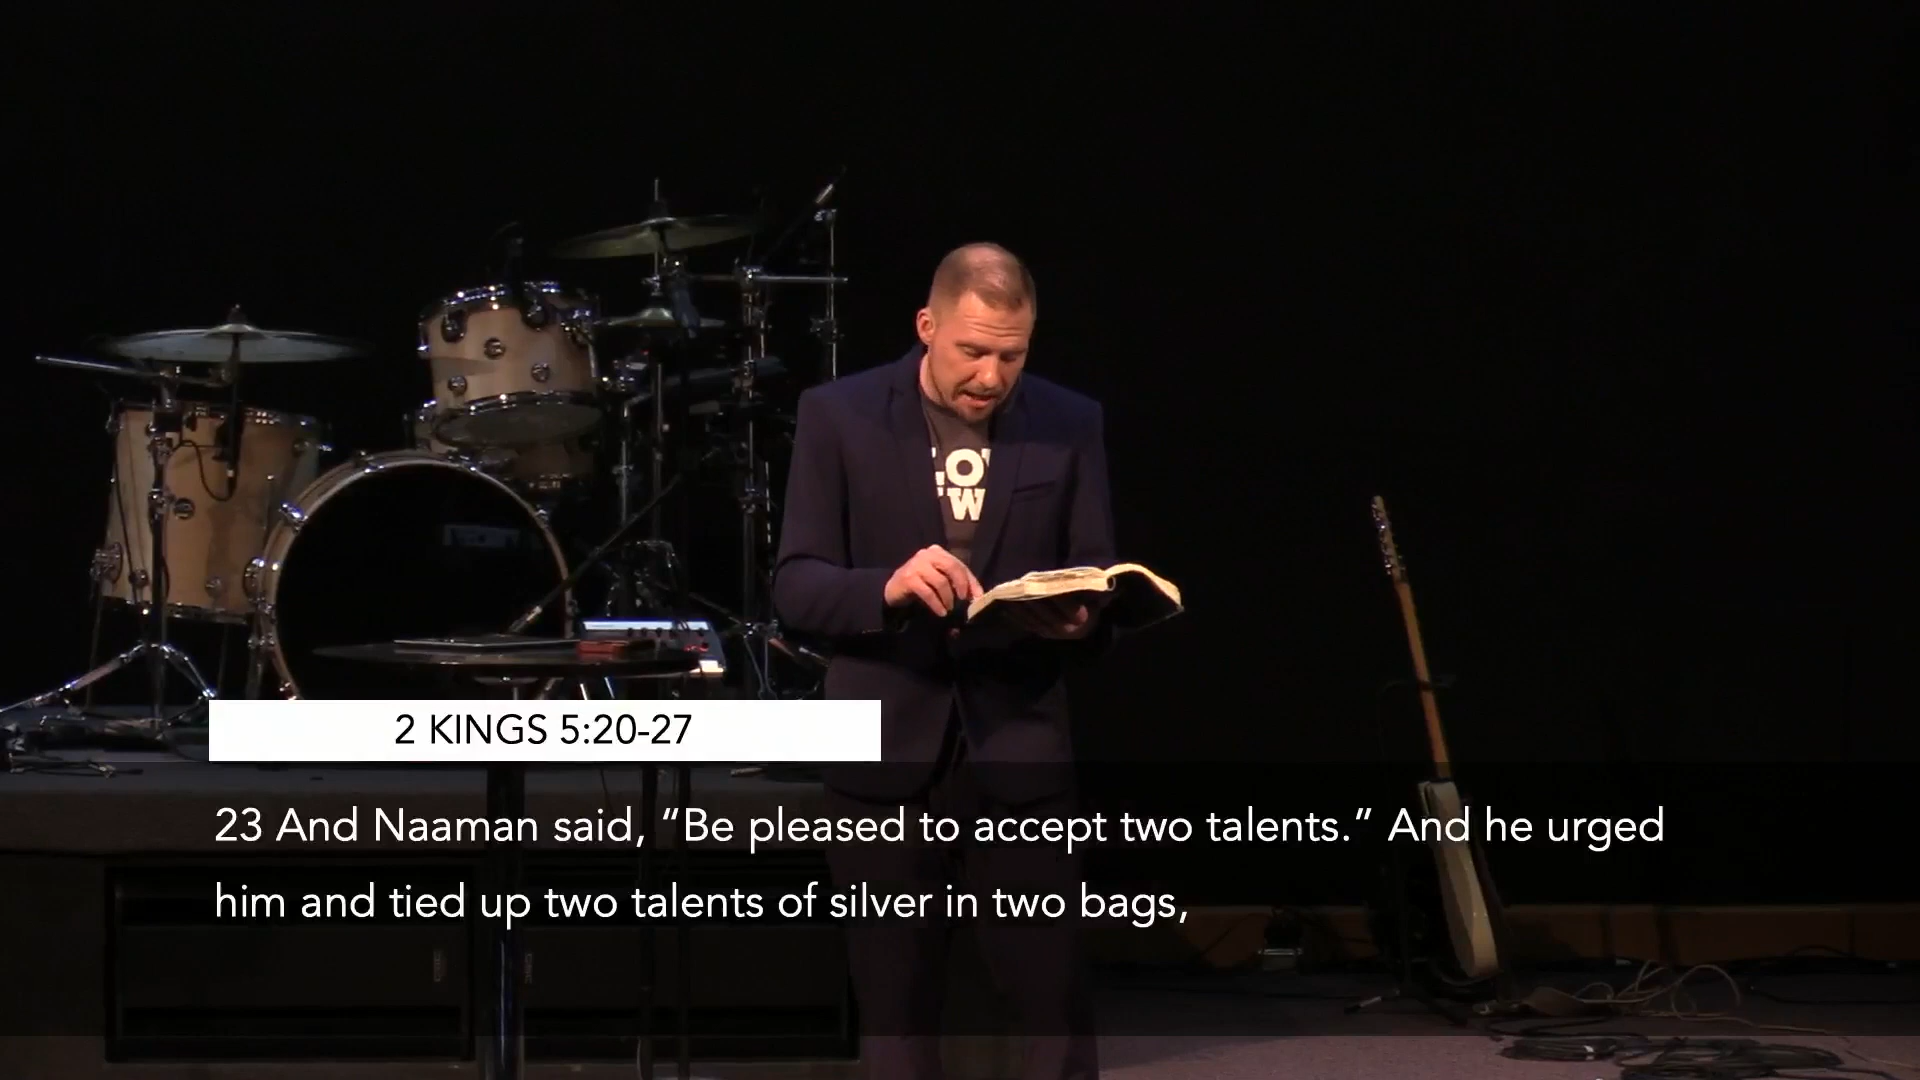 2 KINGS 5:20-27
23 And Naaman said, “Be pleased to accept two talents.” And he urged
him and tied up two talents of silver in two bags,